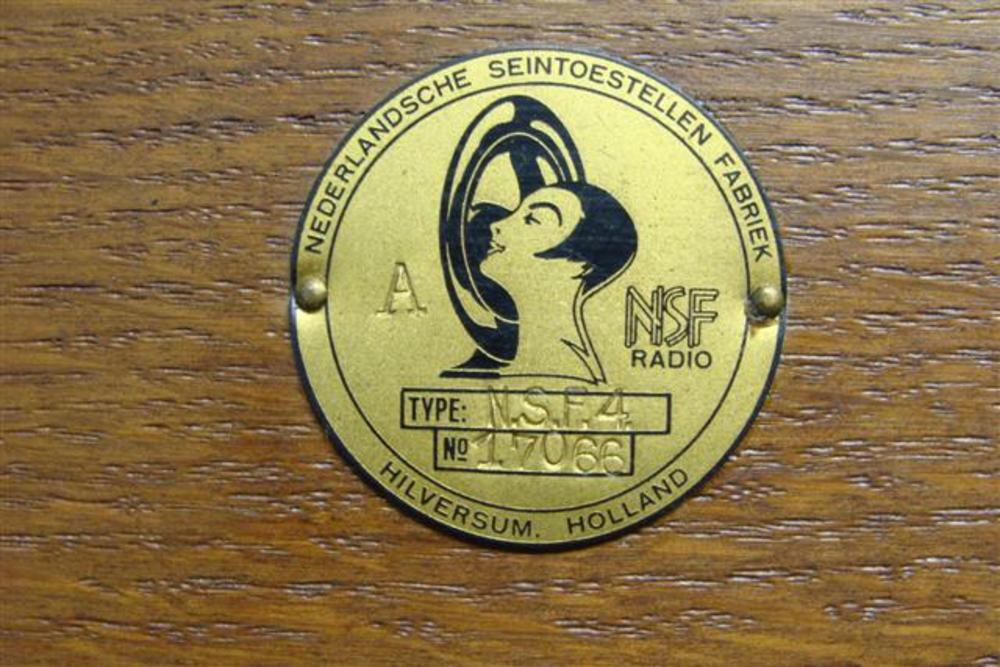 NEDERLANDSCHE SEINTOESTELLEN FABRIEK
A
NSF
RADIO
TYPE: N.S.F.4.
Nº 17066
HILVERSUM. HOLLAND